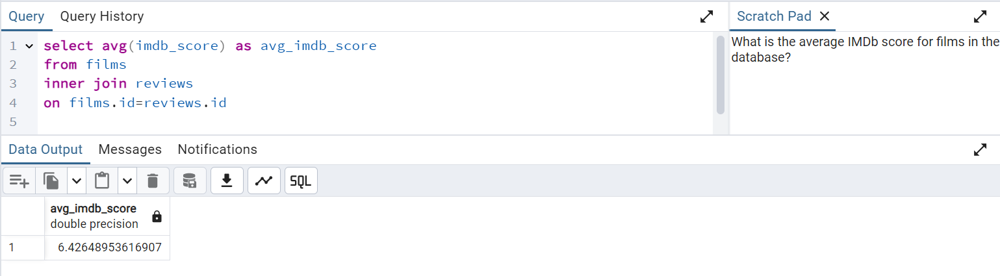 Query Query History
Scratch Pad
1 select avg(imdb_score) as avg_imdb_score
2 from films
3 inner join reviews
4 on films.id=reviews.id
5
What is the average IMDb score for films in the
database?
Data Output Messages Notifications
SQL
avg_imdb_score
double precision
1 6.42648953616907